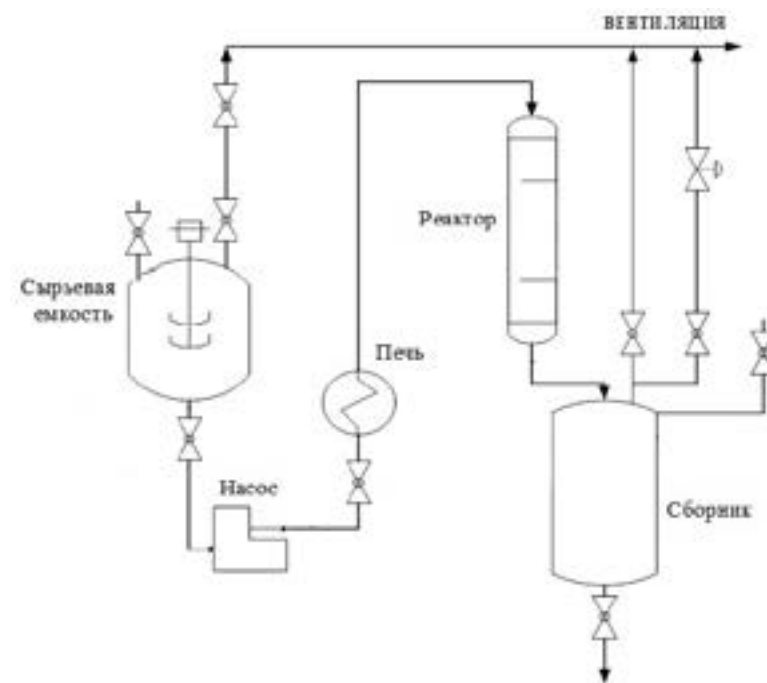 ВЕНТИЛЯЦИЯ
Реактор
Сырьевая
емкость
Печь
Насос
Сборник